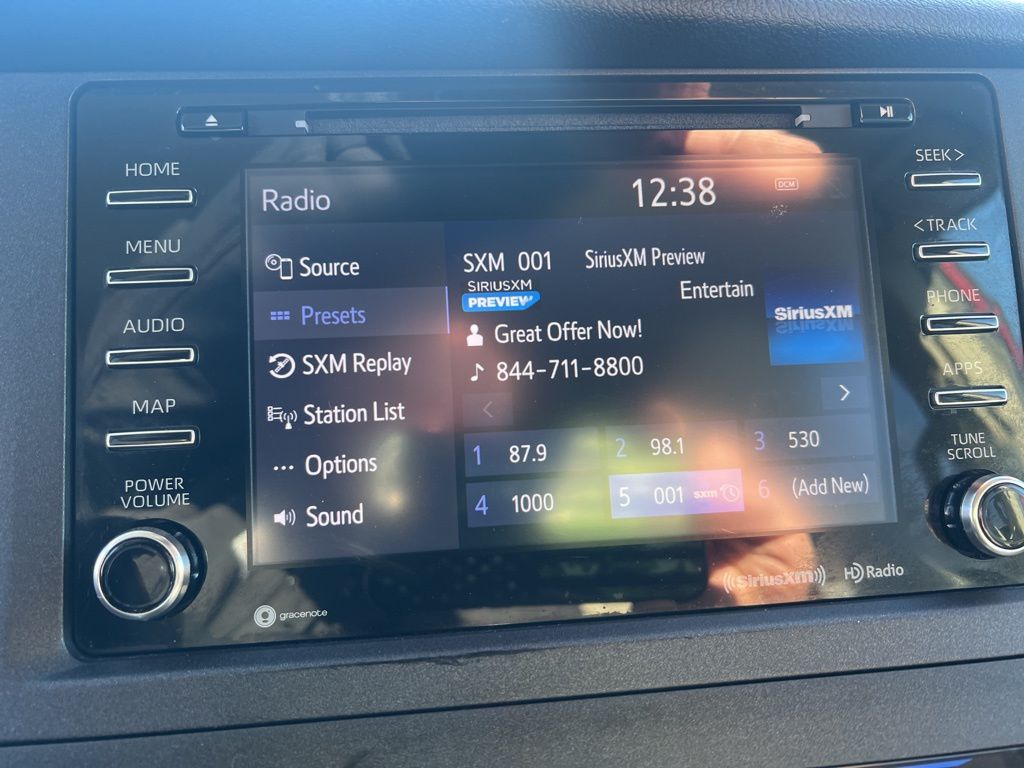 HOME
MENU
AUDIO
MAP
POWER
VOLUME
Radio
12:38
DCM
Source
Presets
SXM Replay
Station List
Options
Sound
SXM 001 SiriusXM Preview
SIRIUSXM
PREVIEW
Entertain
SiriusXM
Great Offer Now!
844-711-8800
<
>
1 87.9
2 98.1
3 530
4 1000
5 001 sxm
6 (Add New)
SEEK >
< TRACK
PHONE
APPS
TUNE
SCROLL
gracenote
SiriusXM
HD Radio